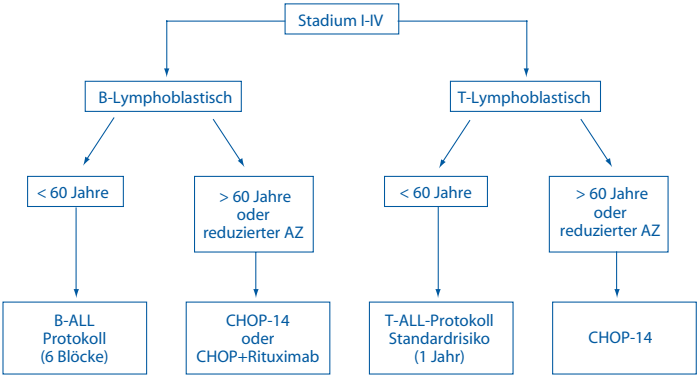 Stadium I-IV
B-Lymphoblastisch
T-Lymphoblastisch
< 60 Jahre
> 60 Jahre
oder
reduzierter AZ
< 60 Jahre
> 60 Jahre
oder
reduzierter AZ
B-ALL
Protokoll
(6 Blöcke)
CHOP-14
oder
CHOP+Rituximab
T-ALL-Protokoll
Standardrisiko
(1 Jahr)
CHOP-14